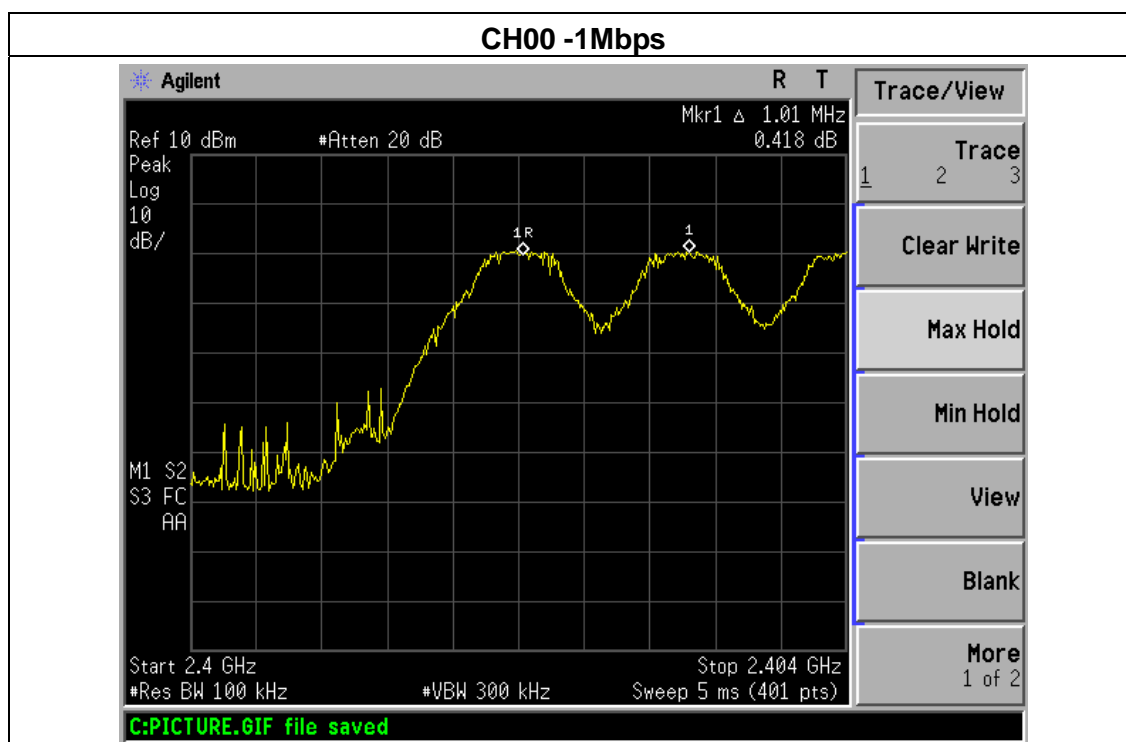 CH00 -1Mbps
Agilent R T
Trace/View
Mkr1 Δ 1.01 MHz
Ref 10 dBm #Atten 20 dB 0.418 dB
Peak
Log
10
dB/
1R
1
M1 S2
S3 FC
AA
Start 2.4 GHz Stop 2.404 GHz
#Res BW 100 kHz #VBW 300 kHz Sweep 5 ms (401 pts)
C:PICTURE.GIF file saved
Trace
1 2 3
Clear Write
Max Hold
Min Hold
View
Blank
More
1 of 2